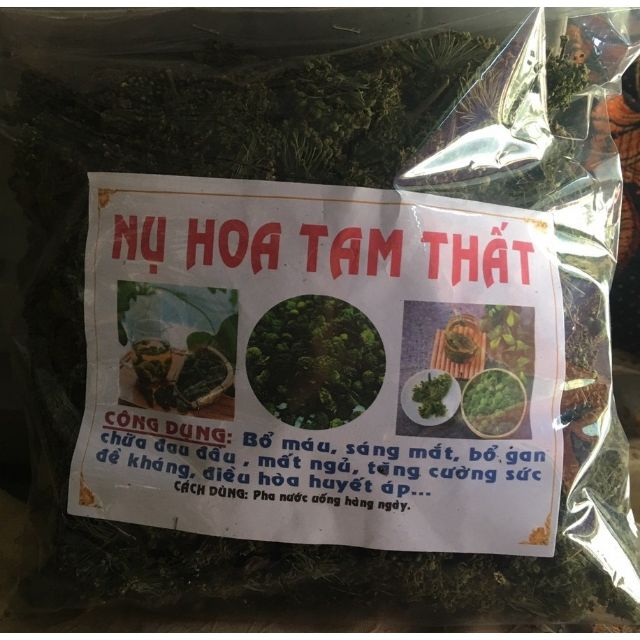 NỤ HOA TAM THẤT
CÔNG DỤNG: Bổ máu, sáng mắt, bổ gan
chữa đau đầu , mất ngủ, tăng cường sức
đề kháng, điều hòa huyết áp...
CÁCH DÙNG: Pha nước uống hàng ngày.